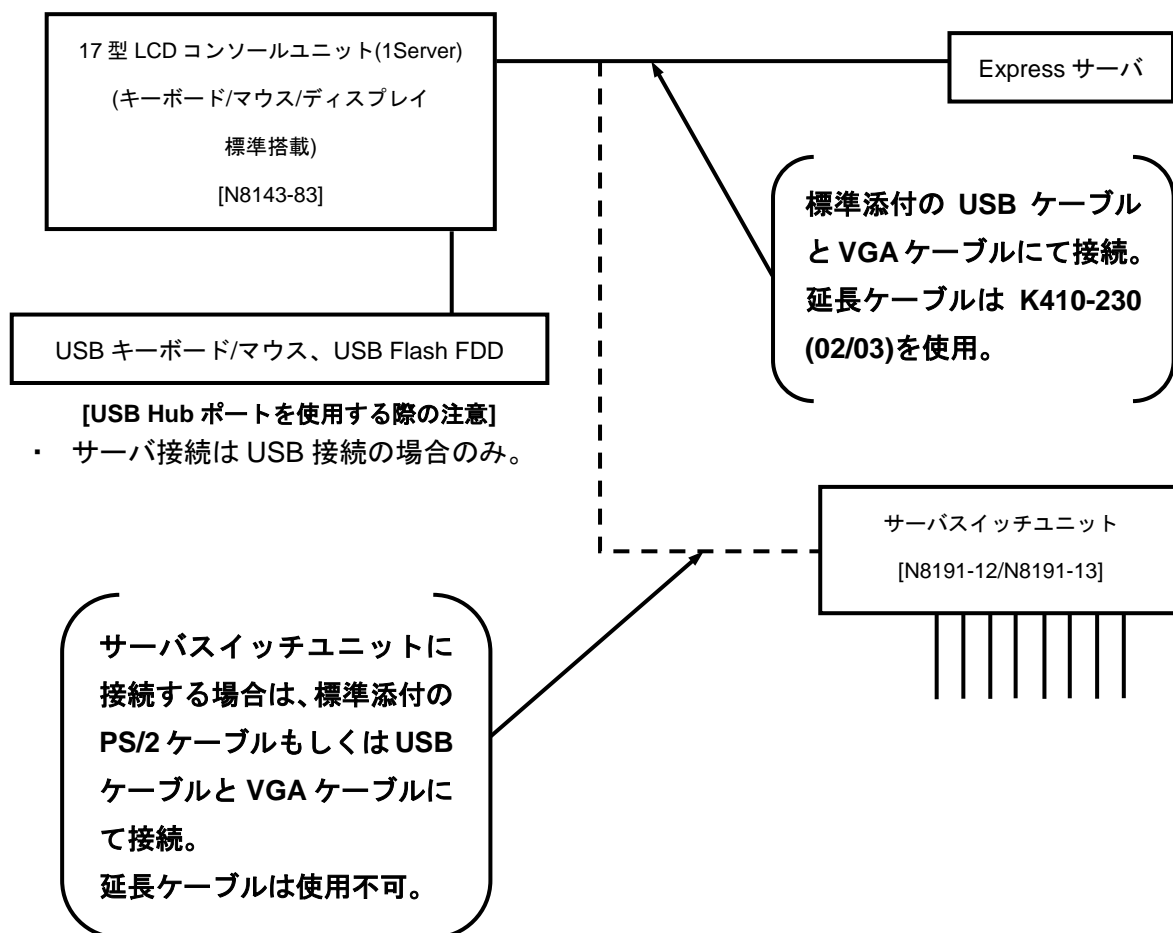 17 型 LCD コンソールユニット(1Server)
(キーボード/マウス/ディスプレイ
標準搭載)
[N8143-83]
Express サーバ
標準添付の USB ケーブル
と VGA ケーブルにて接続。
延長ケーブルは K410-230
(02/03)を使用。
USB キーボード/マウス、USB Flash FDD
[USB Hub ポートを使用する際の注意]
・ サーバ接続は USB 接続の場合のみ。
サーバスイッチユニット
[N8191-12/N8191-13]
サーバスイッチユニットに
接続する場合は、標準添付の
PS/2 ケーブルもしくは USB
ケーブルと VGA ケーブルに
て接続。
延長ケーブルは使用不可。